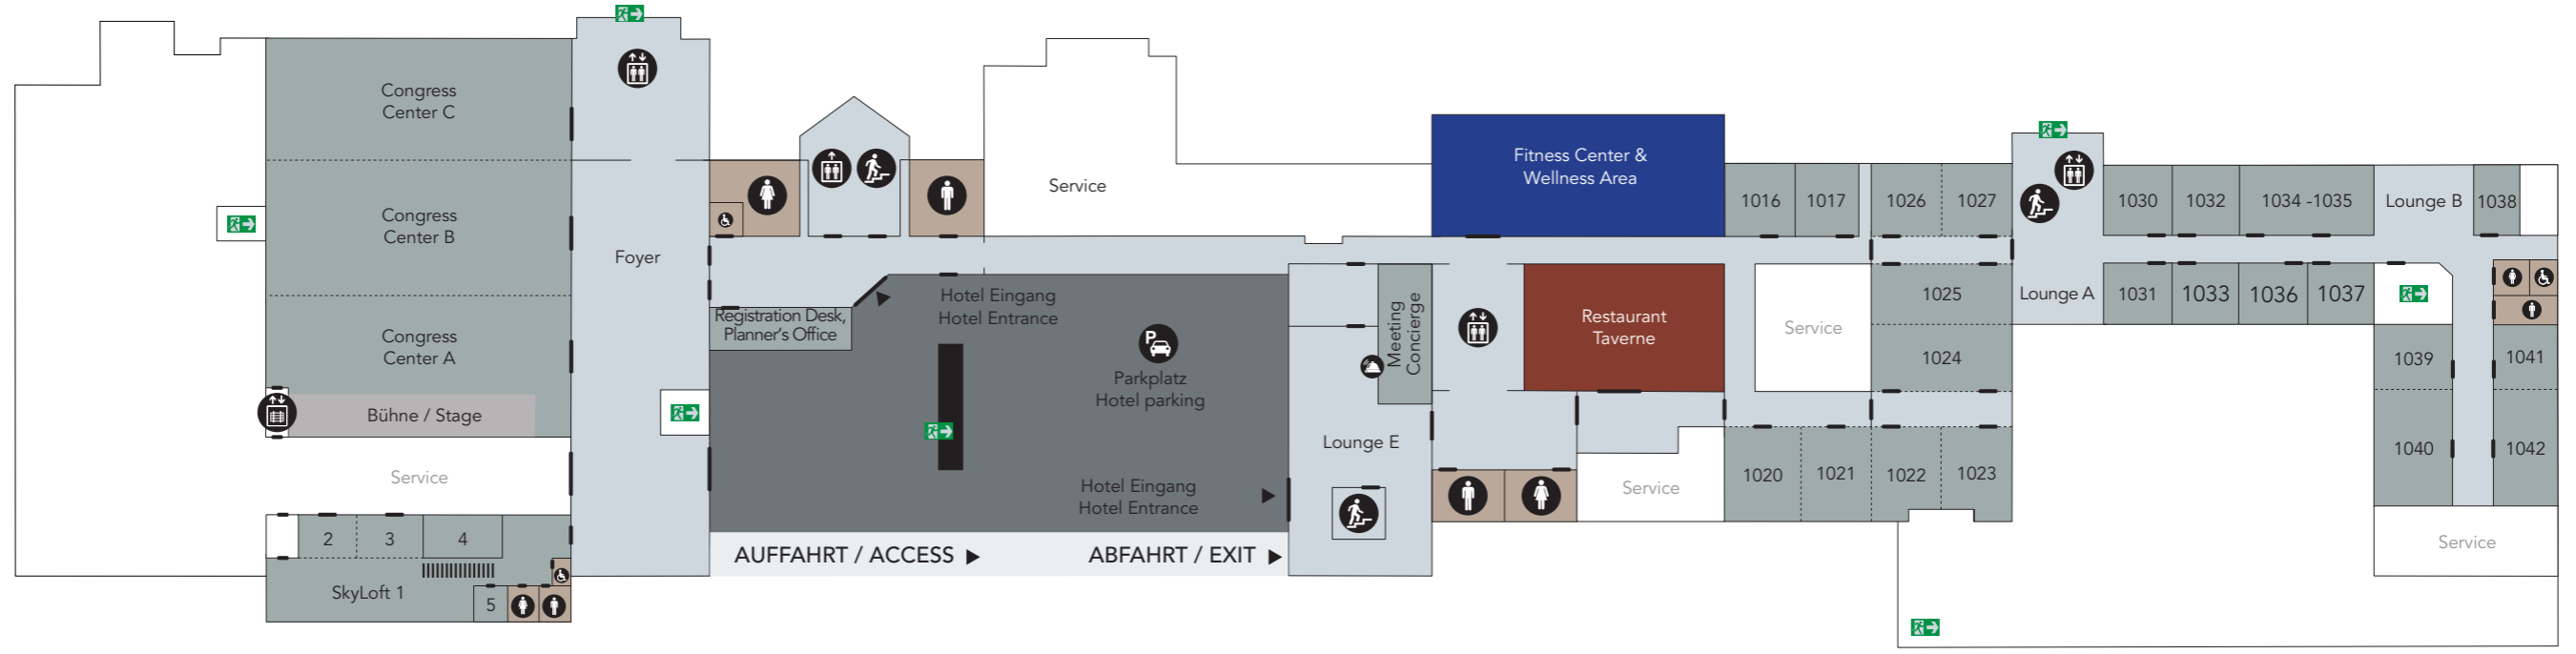 Congress
Center C
Congress
Center B
Congress
Center A
Bühne / Stage
Service
2
3
4
SkyLoft 1
5
Foyer
Registration Desk,
Planner's Office
Hotel Eingang
Hotel Entrance
P
Parkplatz
Hotel parking
Hotel Eingang
Hotel Entrance
AUFFAHRT / ACCESS
ABFAHRT / EXIT
Service
Meeting
Concierge
Lounge E
Fitness Center &
Wellness Area
Restaurant
Taverne
Service
Service
1016
1017
1026
1027
1025
1024
1020
1021
1022
1023
Lounge A
1030
1032
1034 -1035
Lounge B
1038
1031
1033
1036
1037
1039
1041
1040
1042
Service